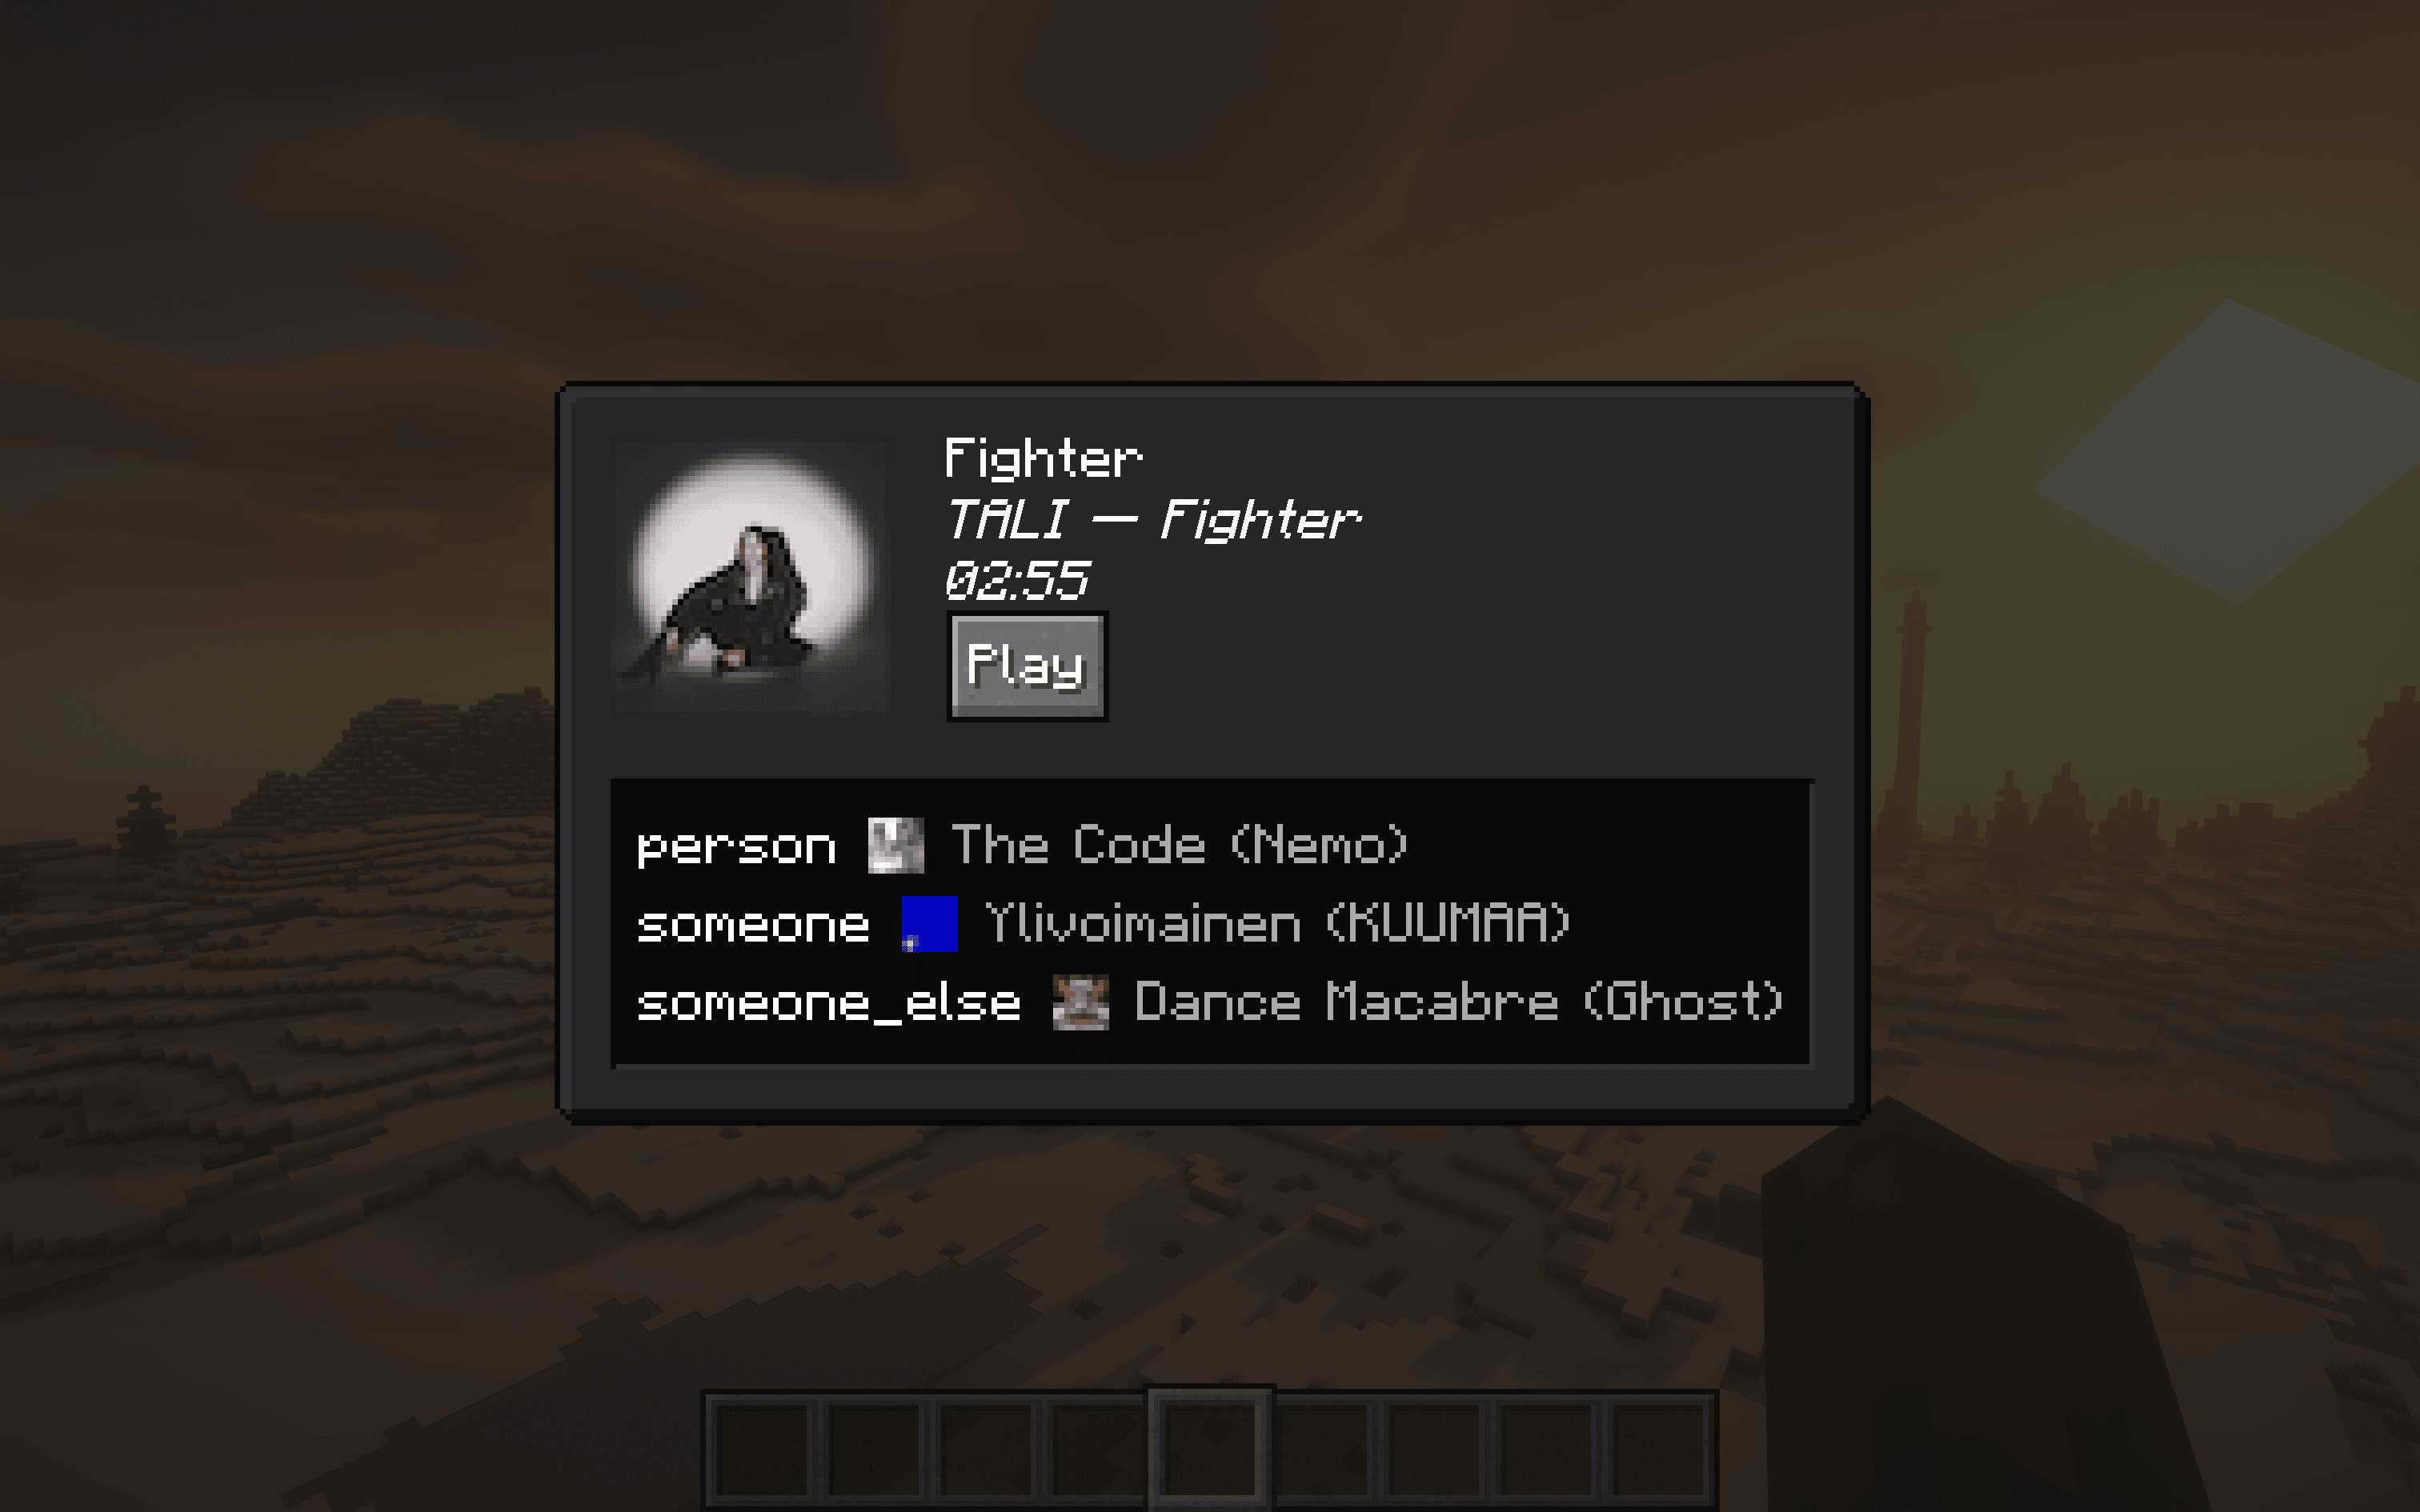 Fighter
TALI — Fighter
02:55
Play
person The Code (Nemo)
someone Ylivoimainen (KUUMAA)
someone_else Dance Macabre (Ghost)